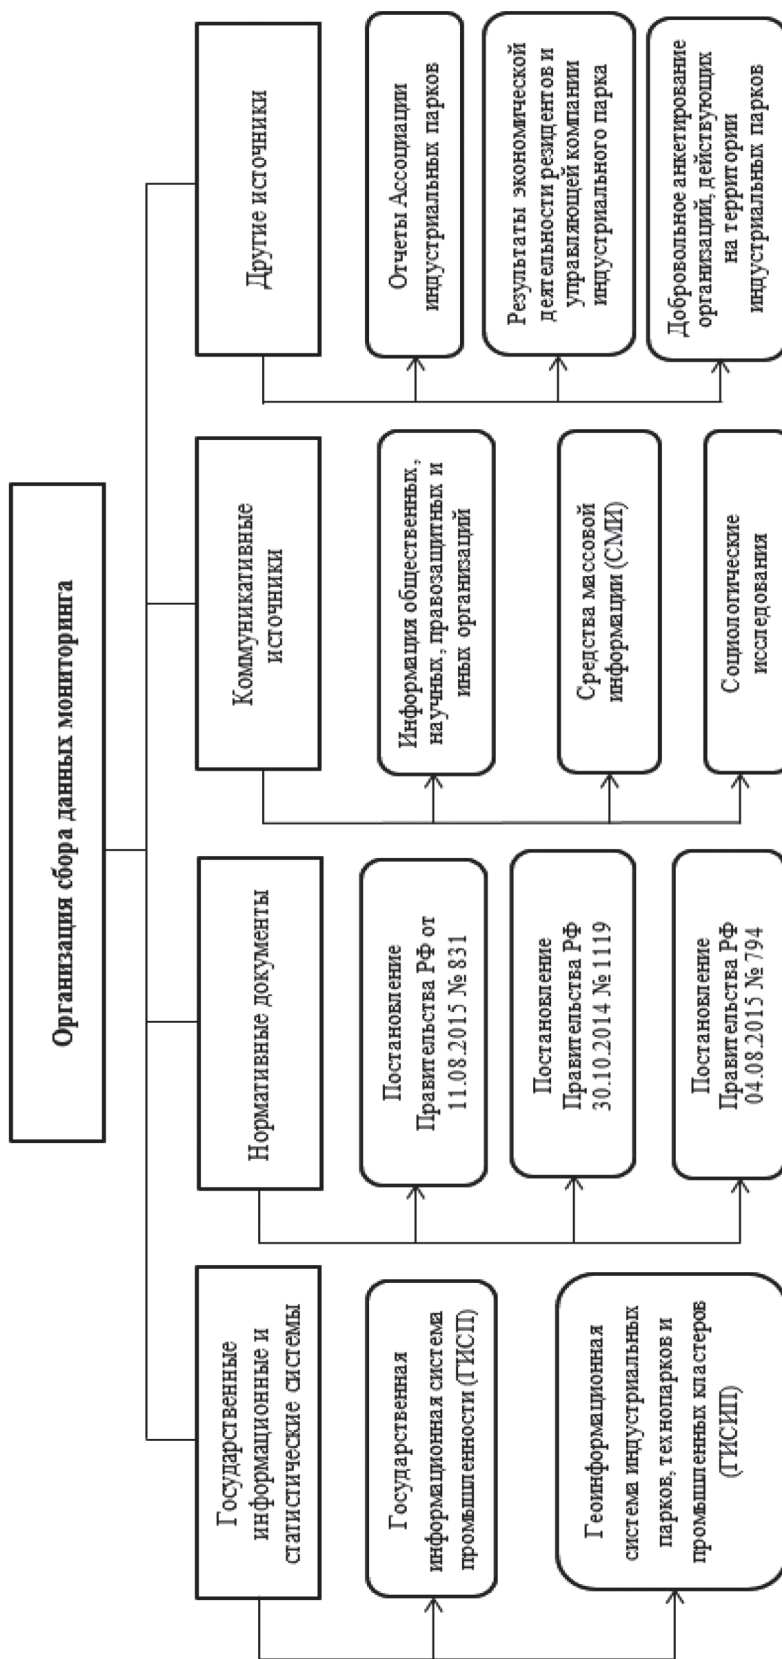 Организация сбора данных мониторинга
Государственные
информационные и
статистические системы
Государственная
информационная система
промышленности (ГИСП)
Геоинформационная
система индустриальных
парков, технопарков и
промышленных кластеров
(ГИСИП)
Нормативные документы
Постановление
Правительства РФ от
11.08.2015 № 831
Постановление
Правительства РФ
30.10.2014 № 1119
Постановление
Правительства РФ
04.08.2015 № 794
Коммуникативные
источники
Информация общественных,
научных, правозащитных и
иных организаций
Средства массовой
информации (СМИ)
Социологические
исследования
Другие источники
Отчеты Ассоциации
индустриальных парков
Результаты экономической
деятельности резидентов и
управляющей компании
индустриального парка
Добровольное анкетирование
организаций, действующих
на территории
индустриальных парков